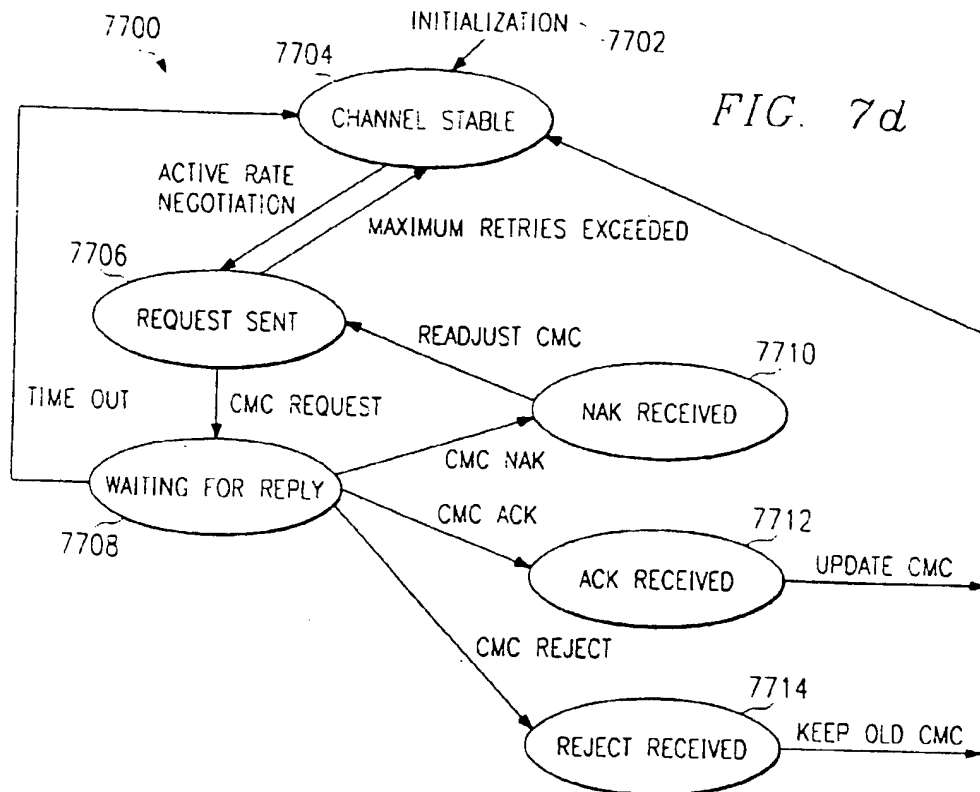 INITIALIZATION
7702
7700
7704
CHANNEL STABLE
FIG. 7d
ACTIVE RATE
NEGOTIATION
MAXIMUM RETRIES EXCEEDED
7706
REQUEST SENT
READJUST CMC
7710
NAK RECEIVED
TIME OUT
CMC REQUEST
CMC NAK
WAITING FOR REPLY
7708
CMC ACK
7712
ACK RECEIVED
UPDATE CMC
CMC REJECT
7714
REJECT RECEIVED
KEEP OLD CMC